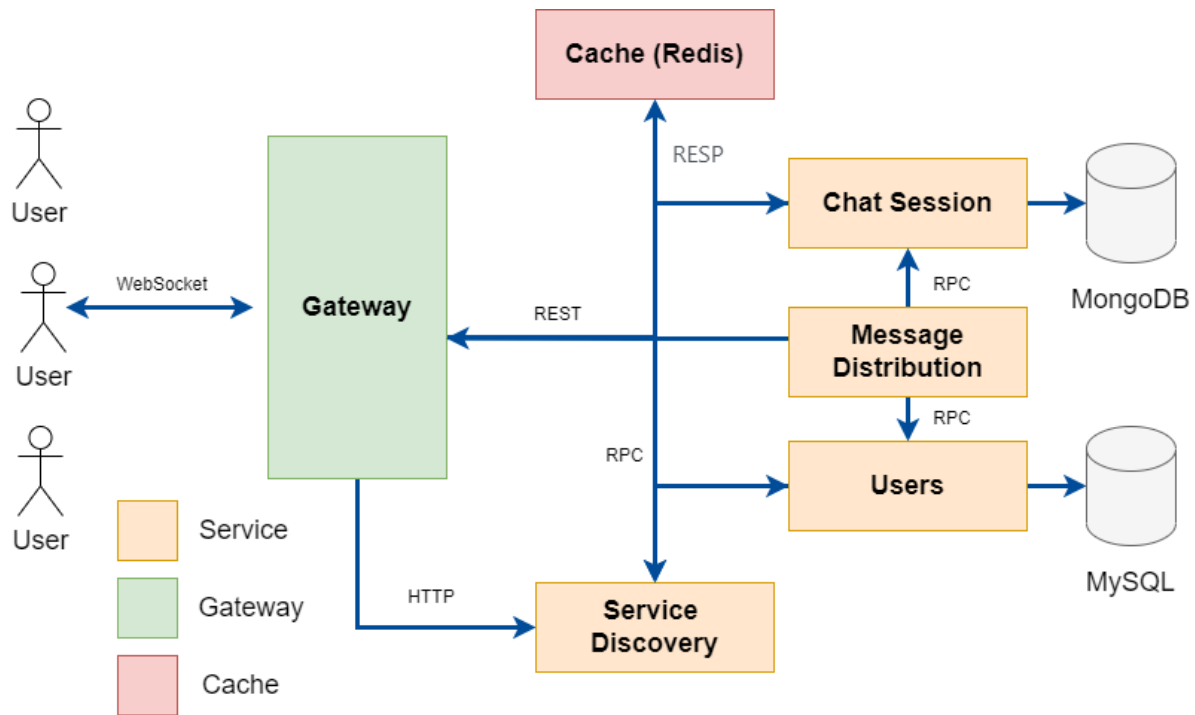 Cache (Redis)
RESP
User
Chat Session
WebSocket
Gateway
REST
RPC
MongoDB
User
Message
Distribution
RPC
RPC
Users
User
Service
MySQL
HTTP
Service
Discovery
Gateway
Cache